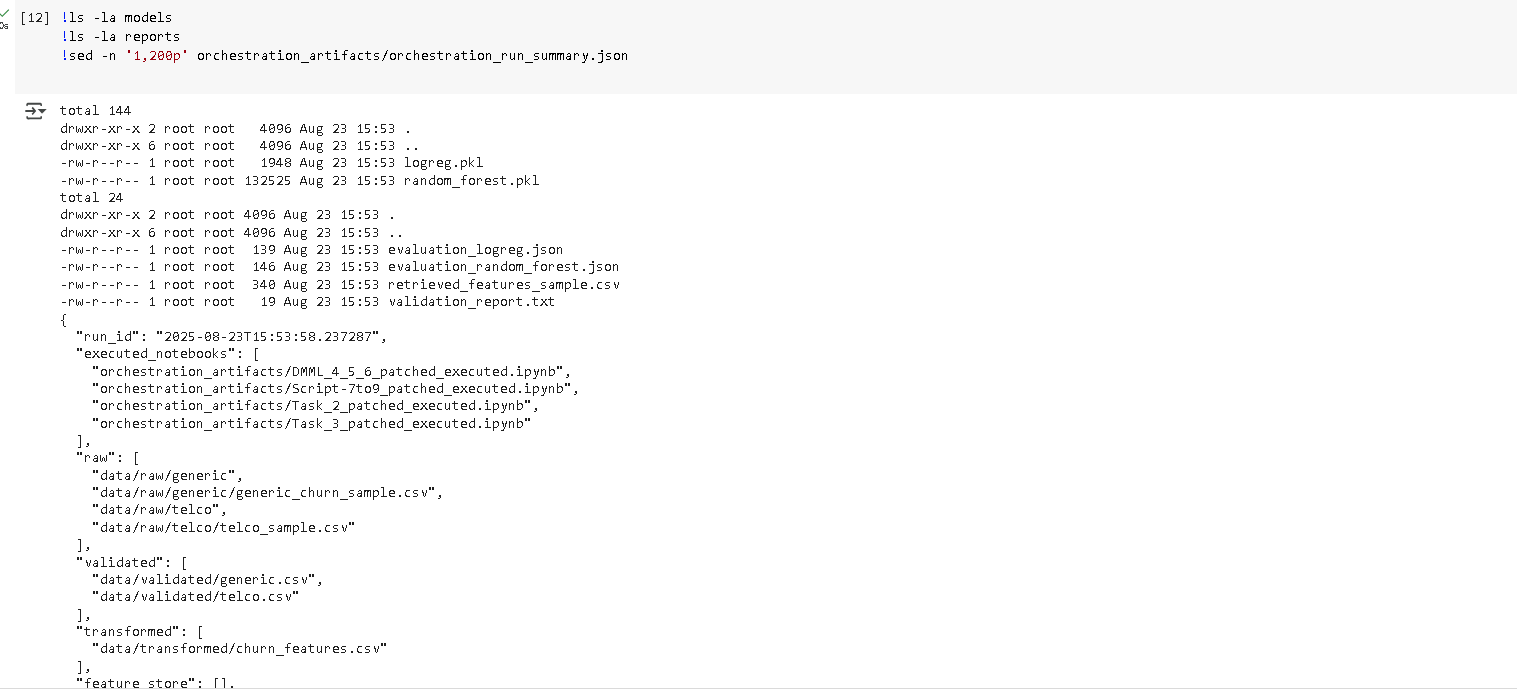 [12] !ls -la models
!ls -la reports
!sed -n '1,200p' orchestration_artifacts/orchestration_run_summary.json
0s
total 144
drwxr-xr-x 2 root root   4096 Aug 23 15:53 .
drwxr-xr-x 6 root root   4096 Aug 23 15:53 ..
-rw-r--r-- 1 root root   1948 Aug 23 15:53 logreg.pkl
-rw-r--r-- 1 root root 132525 Aug 23 15:53 random_forest.pkl
total 24
drwxr-xr-x 2 root root 4096 Aug 23 15:53 .
drwxr-xr-x 6 root root 4096 Aug 23 15:53 ..
-rw-r--r-- 1 root root  139 Aug 23 15:53 evaluation_logreg.json
-rw-r--r-- 1 root root  146 Aug 23 15:53 evaluation_random_forest.json
-rw-r--r-- 1 root root  340 Aug 23 15:53 retrieved_features_sample.csv
-rw-r--r-- 1 root root   19 Aug 23 15:53 validation_report.txt
{
  "run_id": "2025-08-23T15:53:58.237287",
  "executed_notebooks": [
    "orchestration_artifacts/DMML_4_5_6_patched_executed.ipynb",
    "orchestration_artifacts/Script-7to9_patched_executed.ipynb",
    "orchestration_artifacts/Task_2_patched_executed.ipynb",
    "orchestration_artifacts/Task_3_patched_executed.ipynb"
  ],
  "raw": [
    "data/raw/generic",
    "data/raw/generic/generic_churn_sample.csv",
    "data/raw/telco",
    "data/raw/telco/telco_sample.csv"
  ],
  "validated": [
    "data/validated/generic.csv",
    "data/validated/telco.csv"
  ],
  "transformed": [
    "data/transformed/churn_features.csv"
  ],
  "feature_store": [],